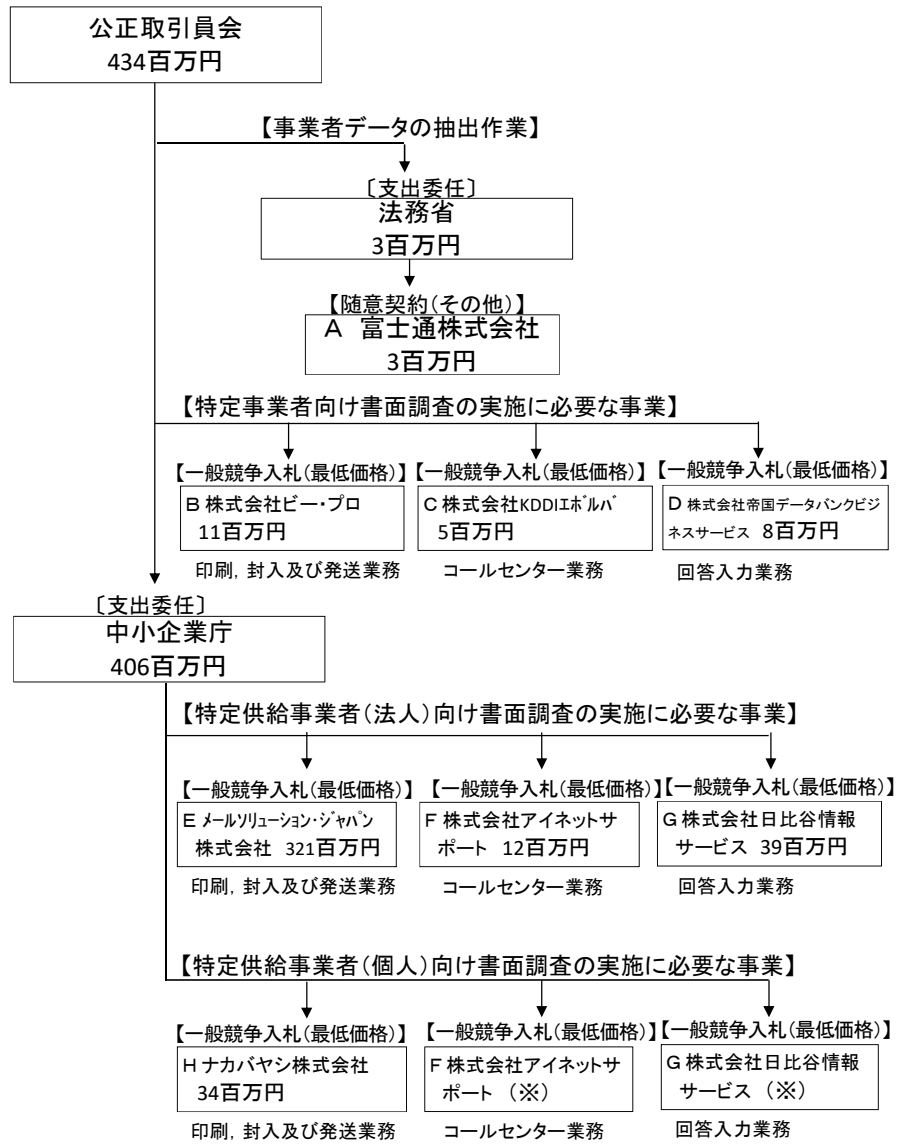 公正取引員会
434百万円
【事業者データの抽出作業】
〔支出委任〕
法務省
3百万円
【随意契約(その他)】
A　富士通株式会社
3百万円
【特定事業者向け書面調査の実施に必要な事業】
【一般競争入札(最低価格)】
B 株式会社ビー・プロ
11百万円
印刷，封入及び発送業務
【一般競争入札(最低価格)】
C 株式会社KDDIエボルバ
5百万円
コールセンター業務
【一般競争入札(最低価格)】
D 株式会社帝国データバンクビジ
ネスサービス 8百万円
回答入力業務
〔支出委任〕
中小企業庁
406百万円
【特定供給事業者(法人)向け書面調査の実施に必要な事業】
【一般競争入札(最低価格)】
E メールソリューション・ジャパン
株式会社 321百万円
印刷，封入及び発送業務
【一般競争入札(最低価格)】
F 株式会社アイネットサ
ポート 12百万円
コールセンター業務
【一般競争入札(最低価格)】
G 株式会社日比谷情報
サービス 39百万円
回答入力業務
【特定供給事業者(個人)向け書面調査の実施に必要な事業】
【一般競争入札(最低価格)】
H ナカバヤシ株式会社
34百万円
印刷，封入及び発送業務
【一般競争入札(最低価格)】
F 株式会社アイネットサ
ポート （※）
コールセンター業務
【一般競争入札(最低価格)】
G 株式会社日比谷情報
サービス （※）
回答入力業務